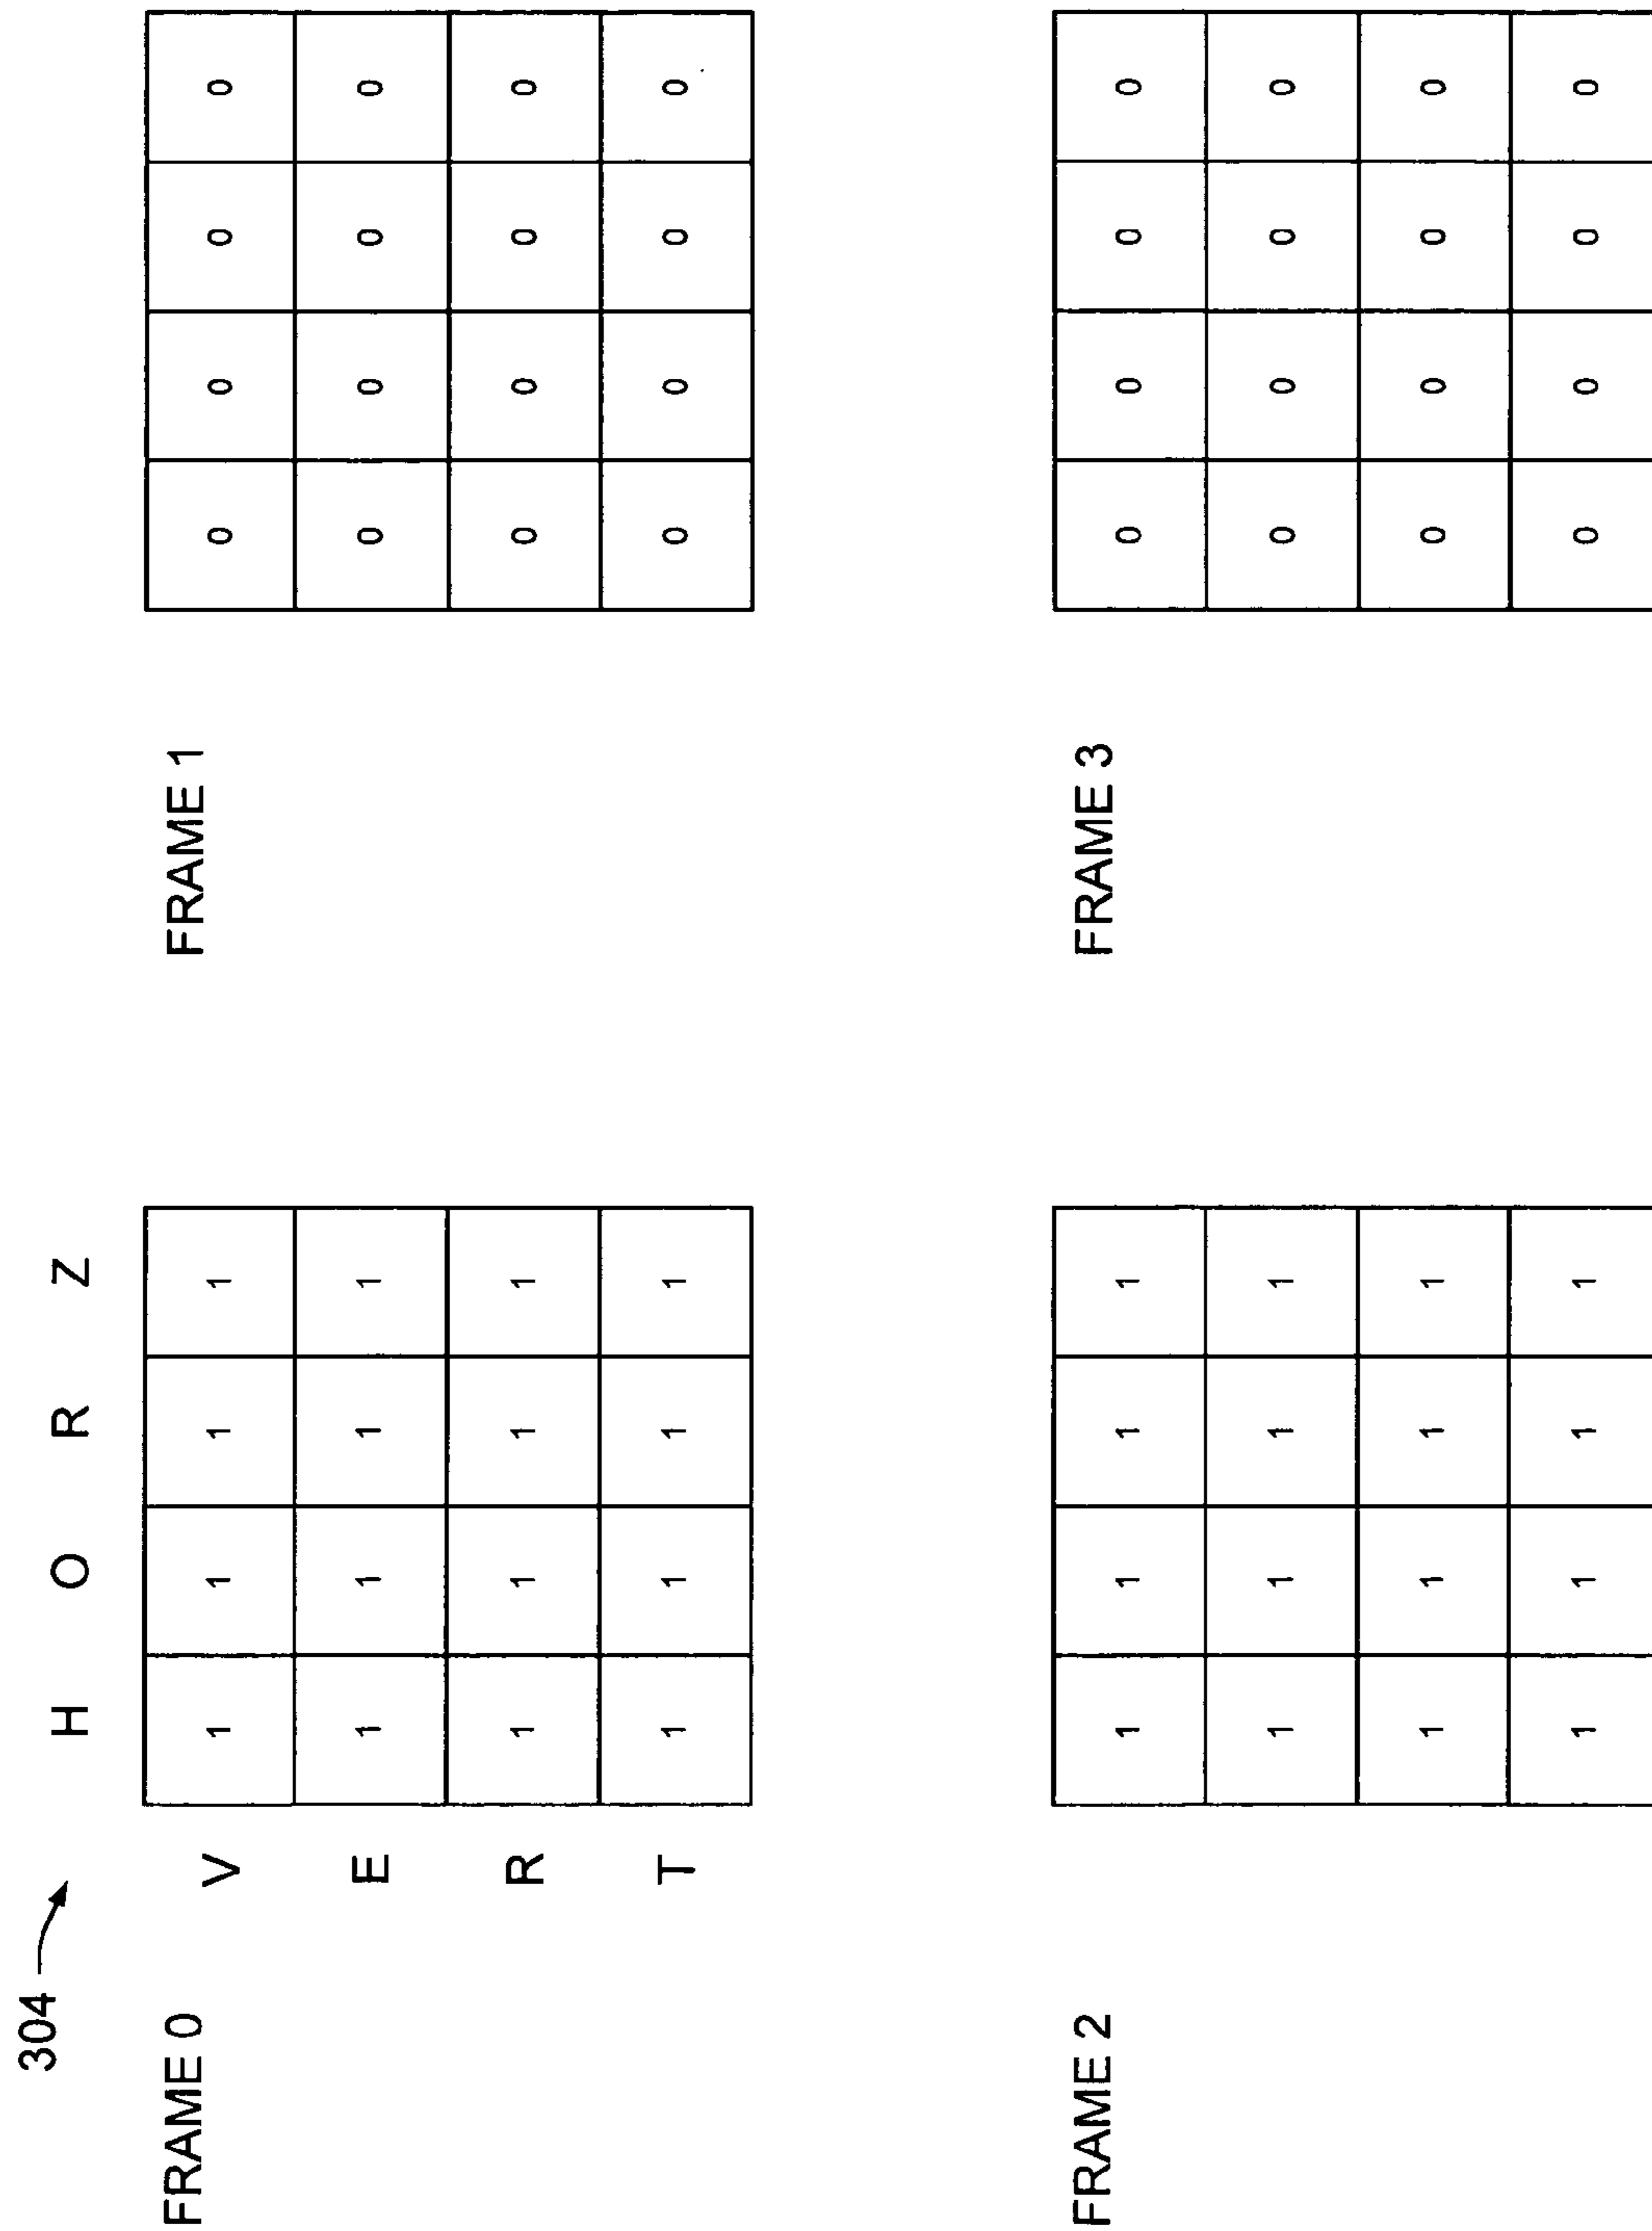 304
H O R Z
FRAME 0
V 1 1 1 1
E 1 1 1 1
R 1 1 1 1
T 1 1 1 1
FRAME 1
0 0 0 0
0 0 0 0
0 0 0 0
0 0 0 0
FRAME 2
1 1 1 1
1 1 1 1
1 1 1 1
1 1 1 1
FRAME 3
0 0 0 0
0 0 0 0
0 0 0 0
0 0 0 0